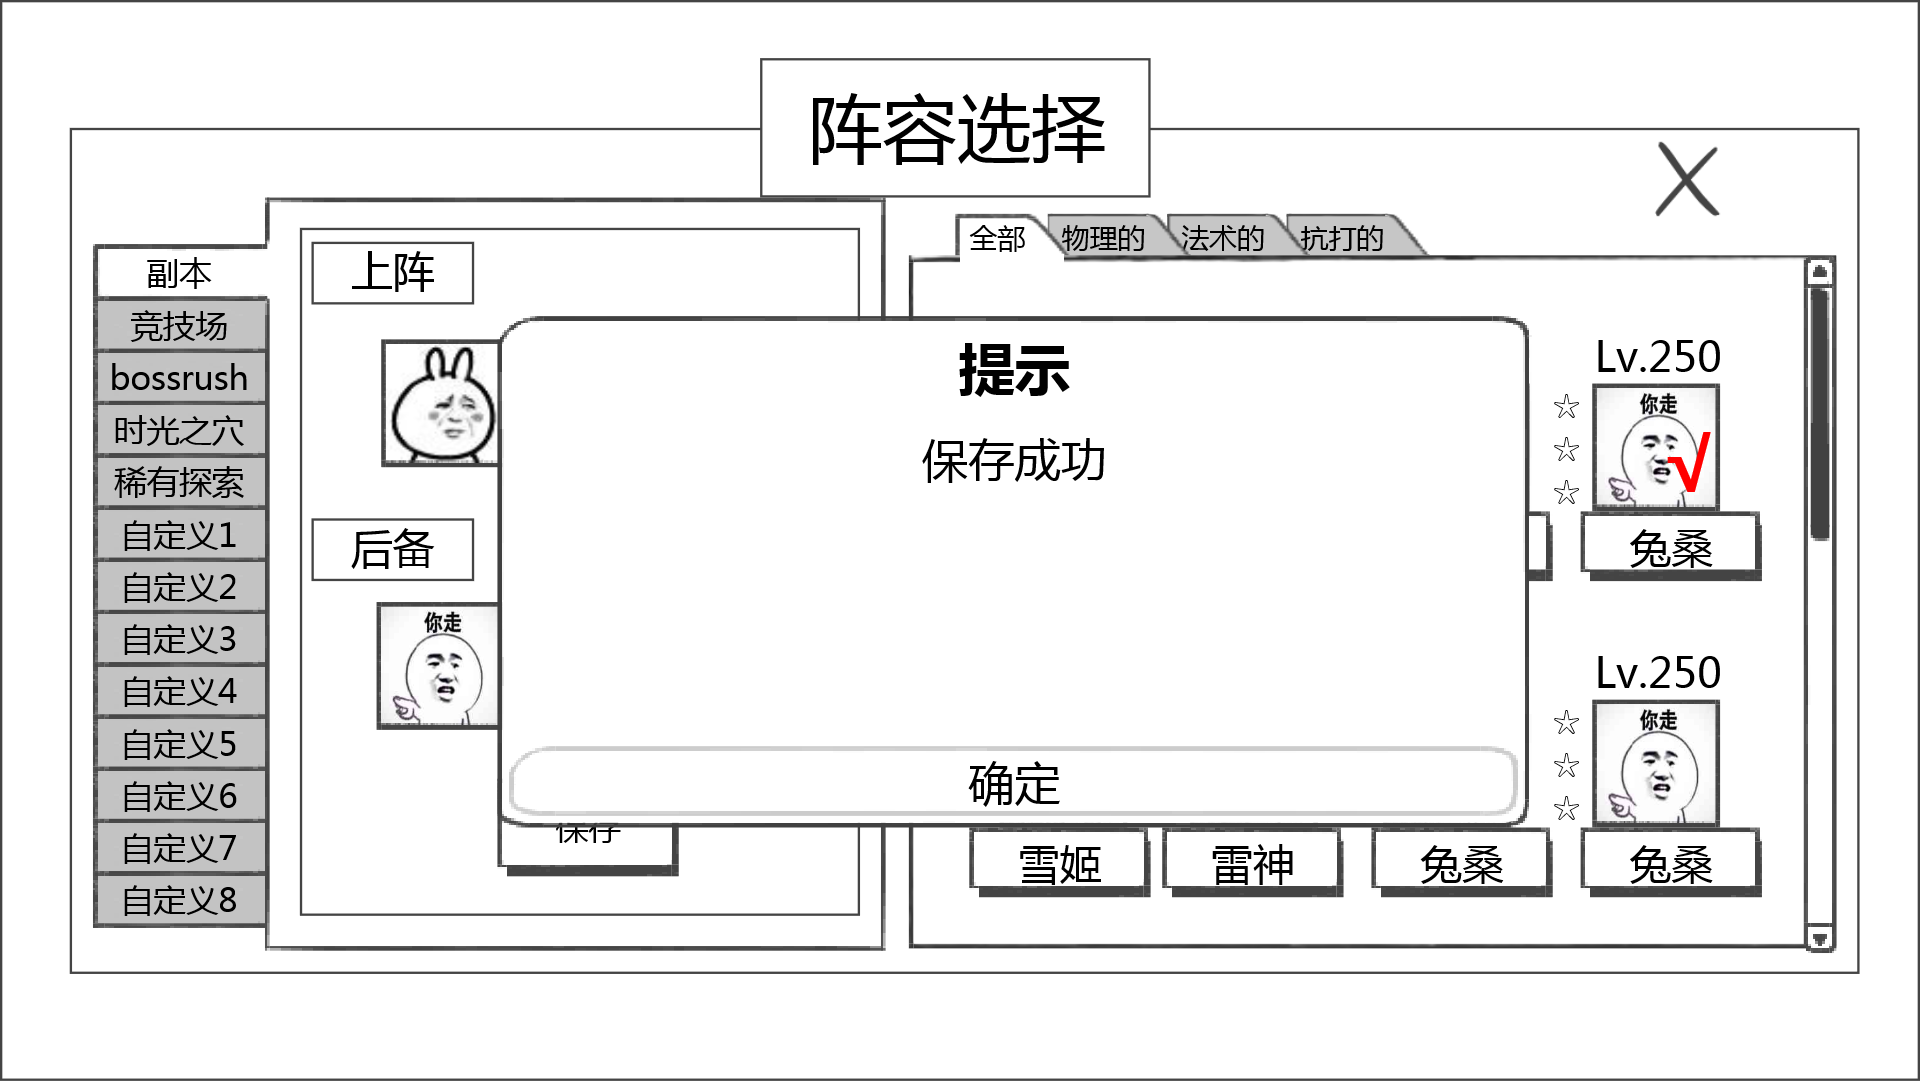 阵容选择
副本
竞技场
bossrush
时光之穴
稀有探索
自定义1
自定义2
自定义3
自定义4
自定义5
自定义6
自定义7
自定义8
上阵
后备
你走
保存
全部
物理的
法术的
抗打的
提示
保存成功
确定
Lv.250
你走
√
兔桑
Lv.250
你走
雪姬
雷神
兔桑
兔桑